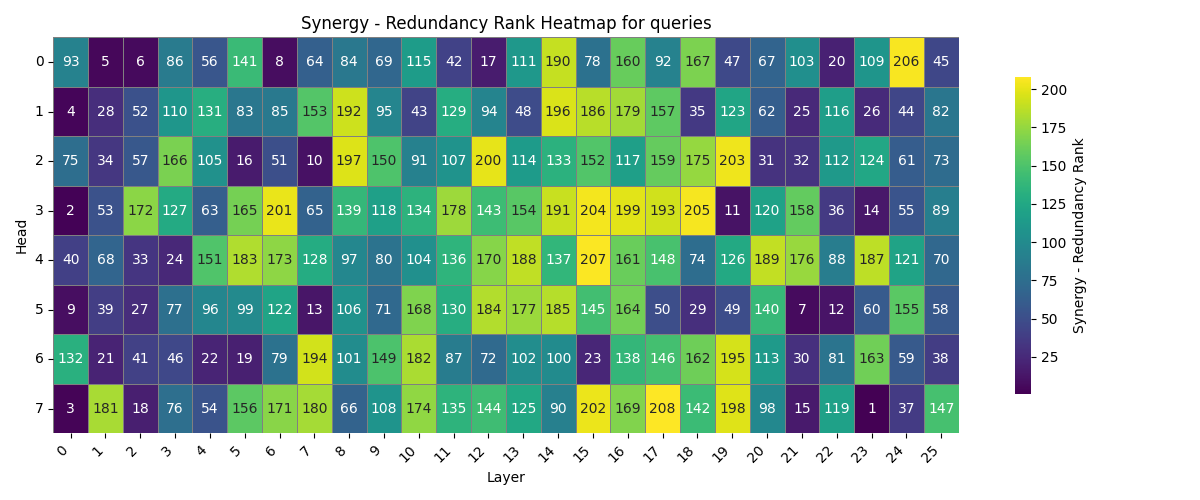 Synergy - Redundancy Rank Heatmap for queries
Head
0 93 5 6 86 56 141 8 64 84 69 115 42 17 111 190 78 160 92 167 47 67 103 20 109 206 45
1 4 28 52 110 131 83 85 153 192 95 43 129 94 48 196 186 179 157 35 123 62 25 116 26 44 82
2 75 34 57 166 105 16 51 10 197 150 91 107 200 114 133 152 117 159 175 203 31 32 112 124 61 73
3 2 53 172 127 63 165 201 65 139 118 134 178 143 154 191 204 199 193 205 11 120 158 36 14 55 89
4 40 68 33 24 151 183 173 128 97 80 104 136 170 188 137 207 161 148 74 126 189 176 88 187 121 70
5 9 39 27 77 96 99 122 13 106 71 168 130 184 177 185 145 164 50 29 49 140 7 12 60 155 58
6 132 21 41 46 22 19 79 194 101 149 182 87 72 102 100 23 138 146 162 195 113 30 81 163 59 38
7 3 181 18 76 54 156 171 180 66 108 174 135 144 125 90 202 169 208 142 198 98 15 119 1 37 147
0 1 2 3 4 5 6 7 8 9 10 11 12 13 14 15 16 17 18 19 20 21 22 23 24 25
Layer
200
175
150
125
100
75
50
25
Synergy - Redundancy Rank